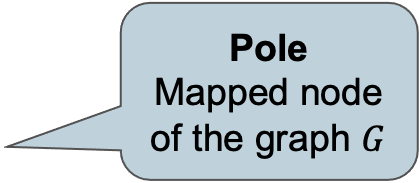 Pole
Mapped node
of the graph G